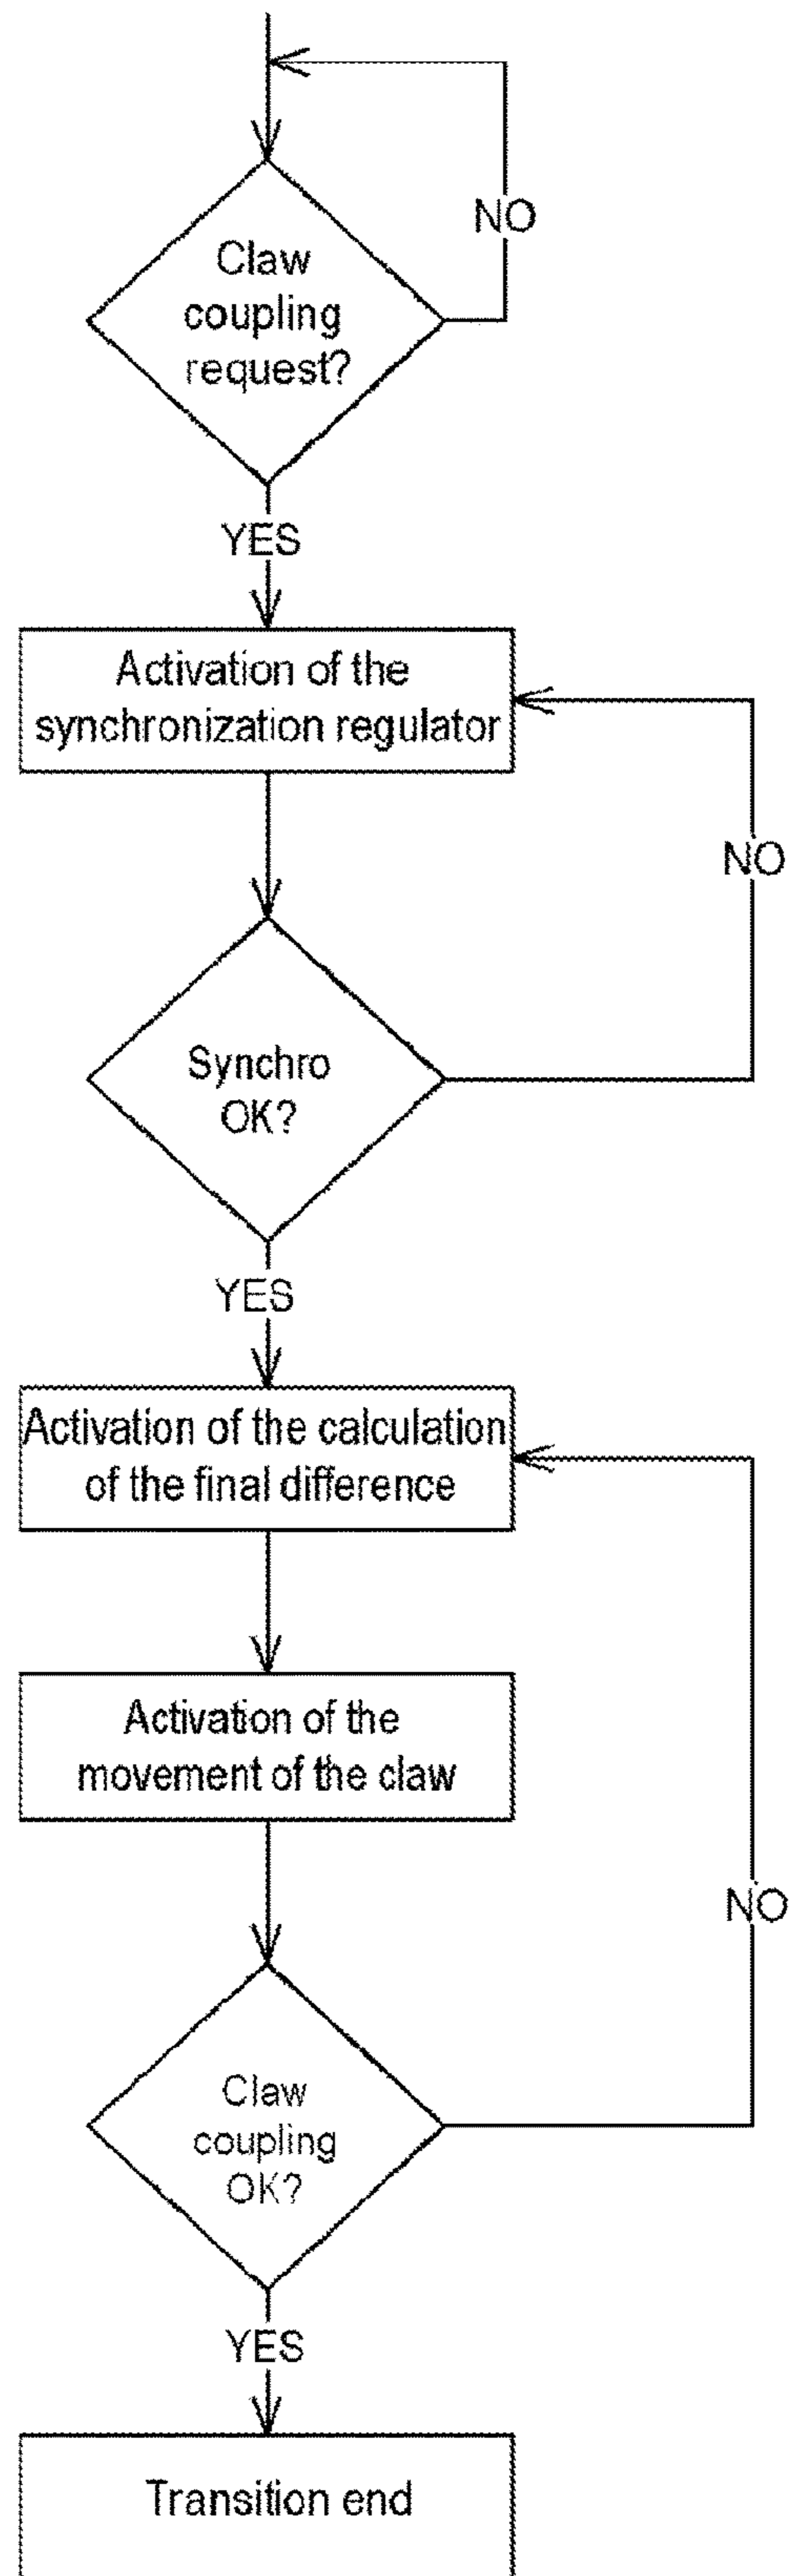 NO
Claw
coupling
request?
YES
Activation of the
synchronization regulator
NO
Synchro
OK?
YES
Activation of the calculation
of the final difference
Activation of the
movement of the claw
NO
Claw
coupling
OK?
YES
Transition end